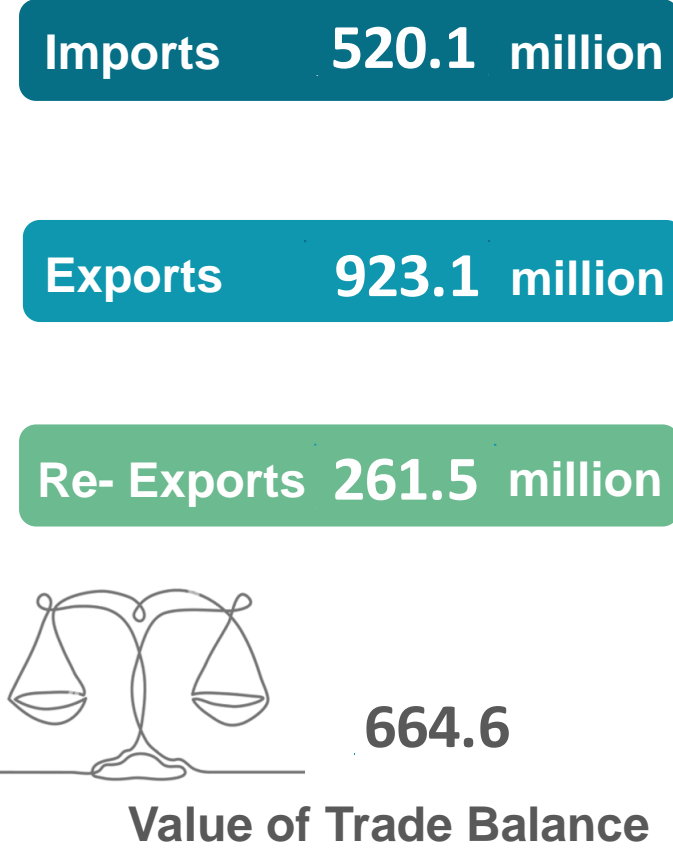 Imports 520.1 million
Exports 923.1 million
Re- Exports 261.5 million
664.6
Value of Trade Balance